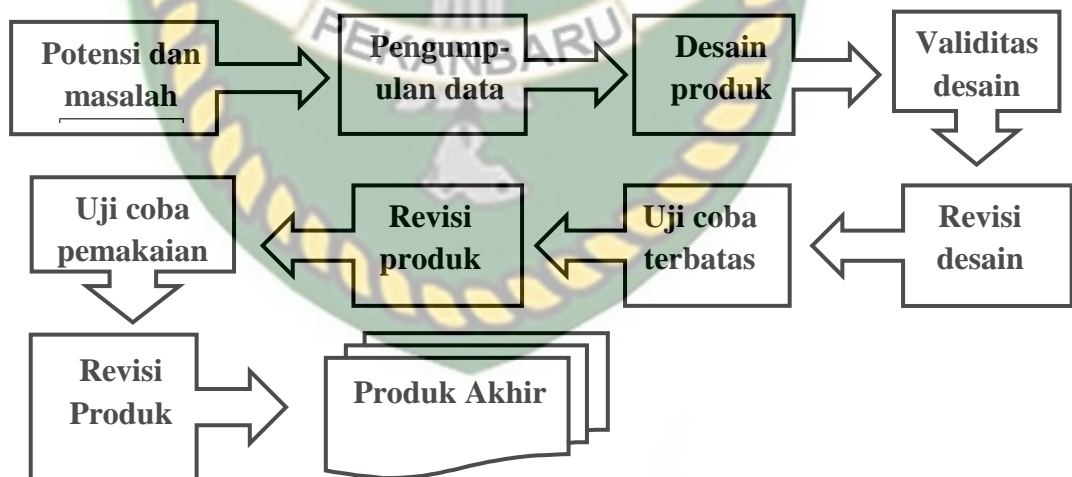 PEKANBARU
Potensi dan
masalah
Pengump-
ulan data
Desain
produk
Validitas
desain
Revisi
desain
Uji coba
terbatas
Revisi
produk
Uji coba
pemakaian
Revisi
Produk
Produk Akhir